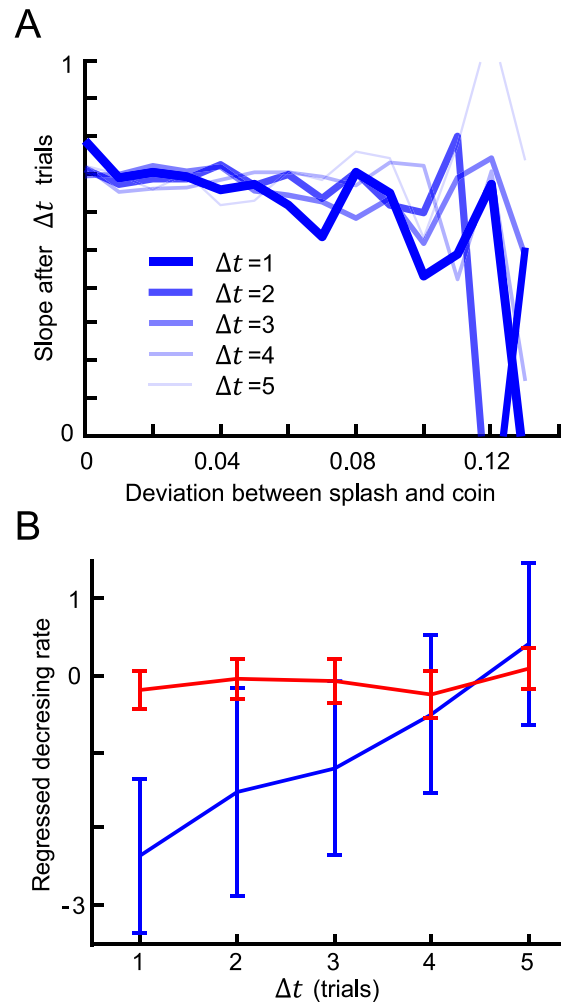 A
1
Slope after Δt trials
Δt =1
Δt =2
Δt =3
Δt =4
Δt =5
0
0 0.04 0.08 0.12
Deviation between splash and coin
B
1
0
Regressed decresing rate
-3
1 2 3 4 5
Δt (trials)